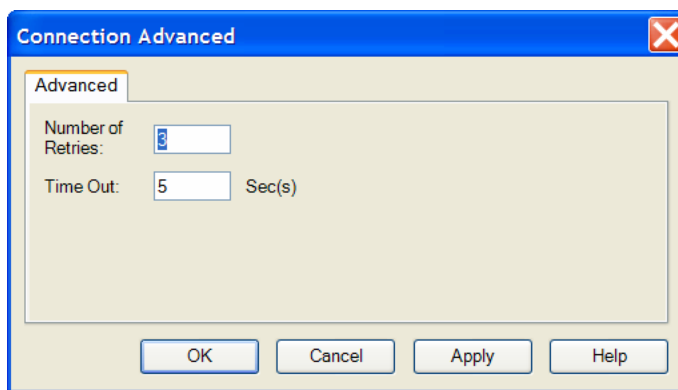 Connection Advanced
Advanced
Number of
Retries:
3
Time Out:
5
Sec(s)
OK
Cancel
Apply
Help